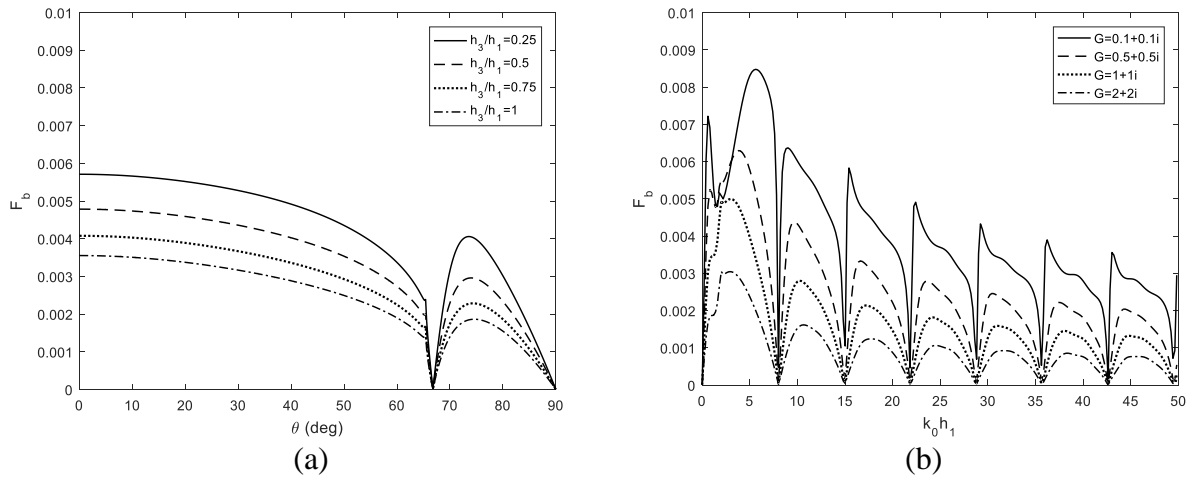 0.01
0.009
0.008
0.007
0.006
0.005
0.004
0.003
0.002
0.001
0
F_b
0 10 20 30 40 50 60 70 80 90
θ (deg)
h_3/h_1=0.25
h_3/h_1=0.5
h_3/h_1=0.75
h_3/h_1=1
(a)
0.01
0.009
0.008
0.007
0.006
0.005
0.004
0.003
0.002
0.001
0
F_b
0 5 10 15 20 25 30 35 40 45 50
k_0h_1
G=0.1+0.1i
G=0.5+0.5i
G=1+1i
G=2+2i
(b)